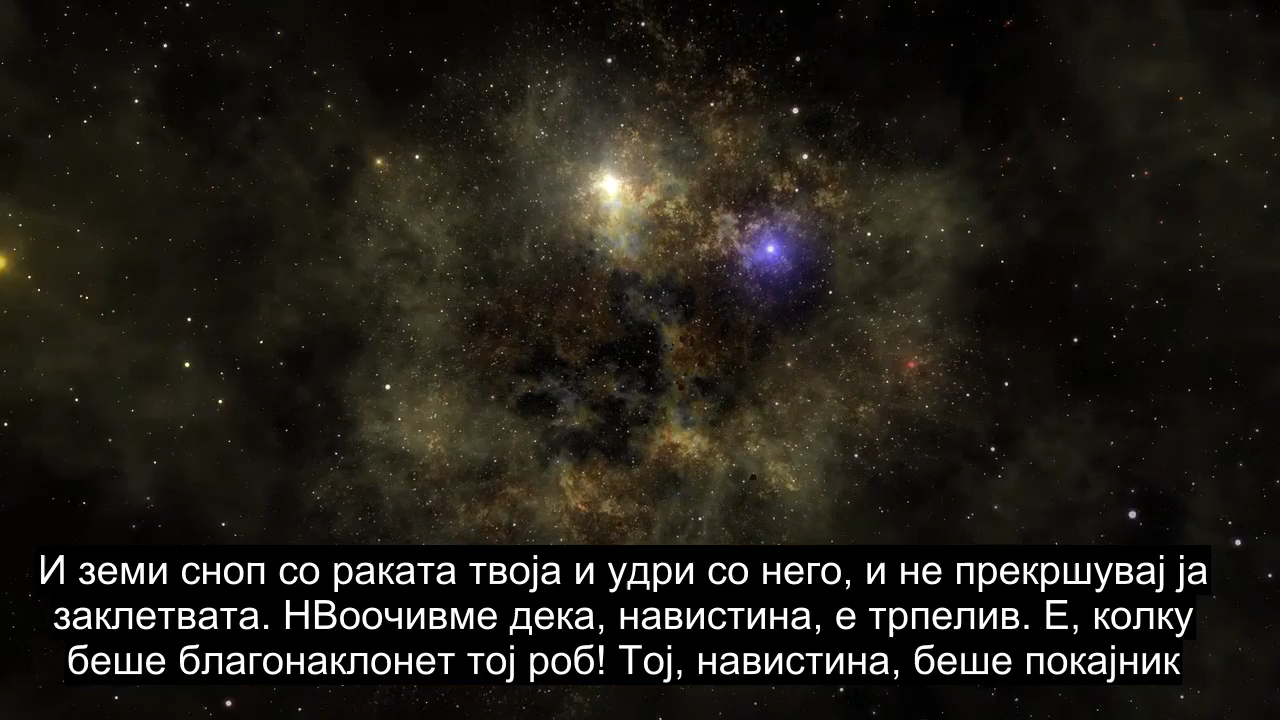 И земи сноп со раката твоја и удри со него, и не прекршувај ја
заклетвата. НВоочивме дека, навистина, е трпелив. Е, колку
беше благонаклонет тој роб! Тој, навистина, беше покајник